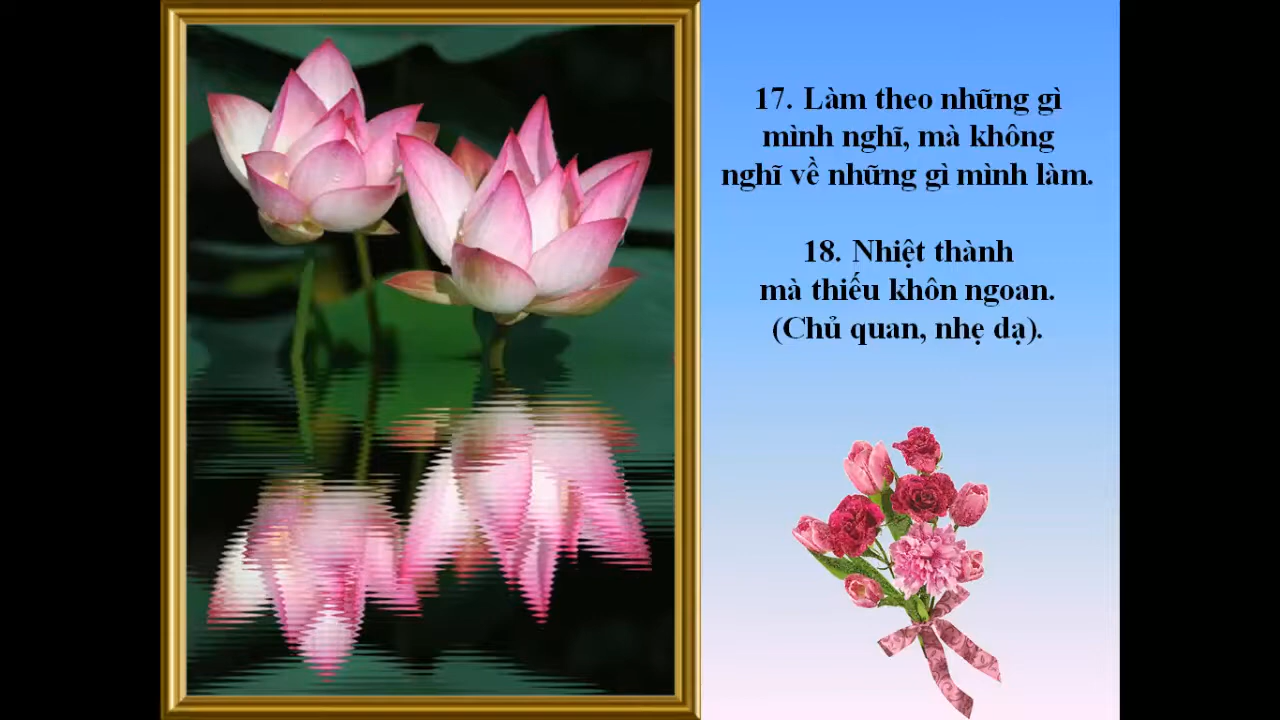 17. Làm theo những gì
mình nghĩ, mà không
nghĩ về những gì mình làm.
18. Nhiệt thành
mà thiếu khôn ngoan.
(Chủ quan, nhẹ dạ).